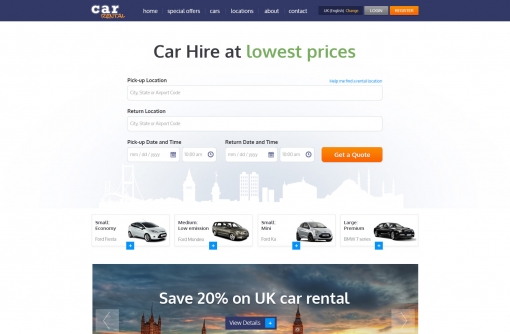 car
RENTAL
home
special offers
cars
locations
about
contact
UK (English) Change
LOGIN
REGISTER
Car Hire at lowest prices
Pick-up Location
Help me find a rental location
City, State or Airport Code
Return Location
City, State or Airport Code
Pick-up Date and Time
Return Date and Time
mm / dd / yyyy
10:00 am
mm / dd / yyyy
10:00 am
Get a Quote
Small:
Economy
Ford Fiesta
Medium:
Low emission
Ford Mondeo
Small:
Mini
Ford Ka
Large:
Premium
BMW 7 series
Save 20% on UK car rental
View Details